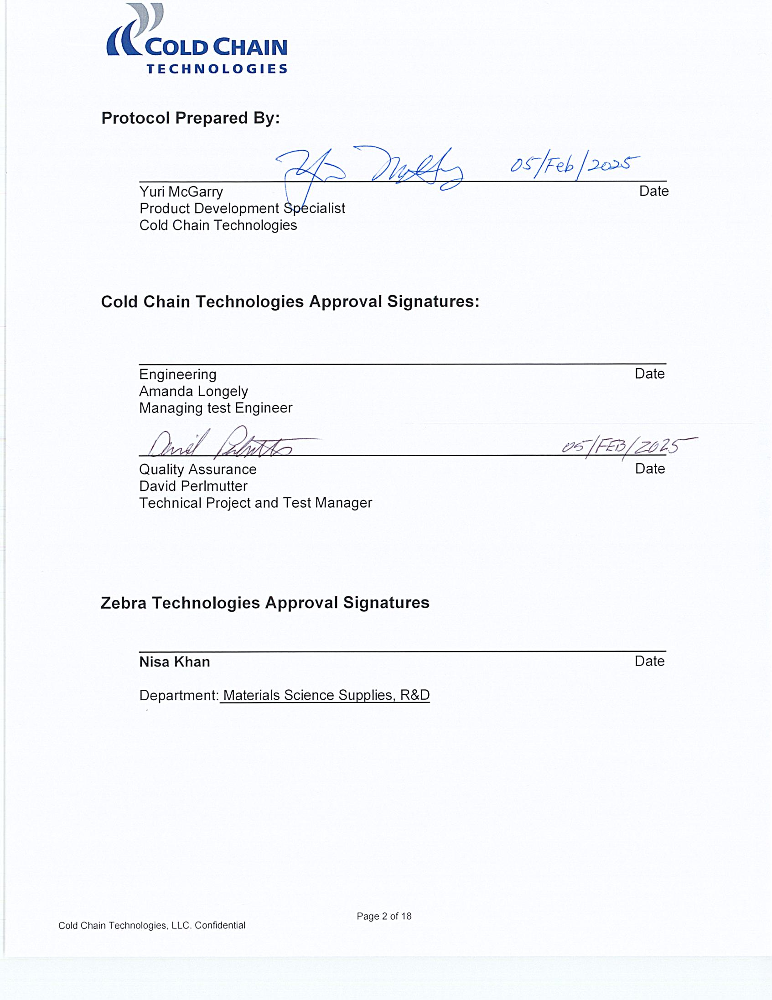 COLD CHAIN
TECHNOLOGIES
Protocol Prepared By:
05/Feb/2025
Yuri McGarry Date
Product Development Specialist
Cold Chain Technologies
Cold Chain Technologies Approval Signatures:
Engineering Date
Amanda Longely
Managing test Engineer
05/FEB/2025
Quality Assurance Date
David Perlmutter
Technical Project and Test Manager
Zebra Technologies Approval Signatures
Nisa Khan Date
Department: Materials Science Supplies, R&D
Page 2 of 18
Cold Chain Technologies, LLC. Confidential